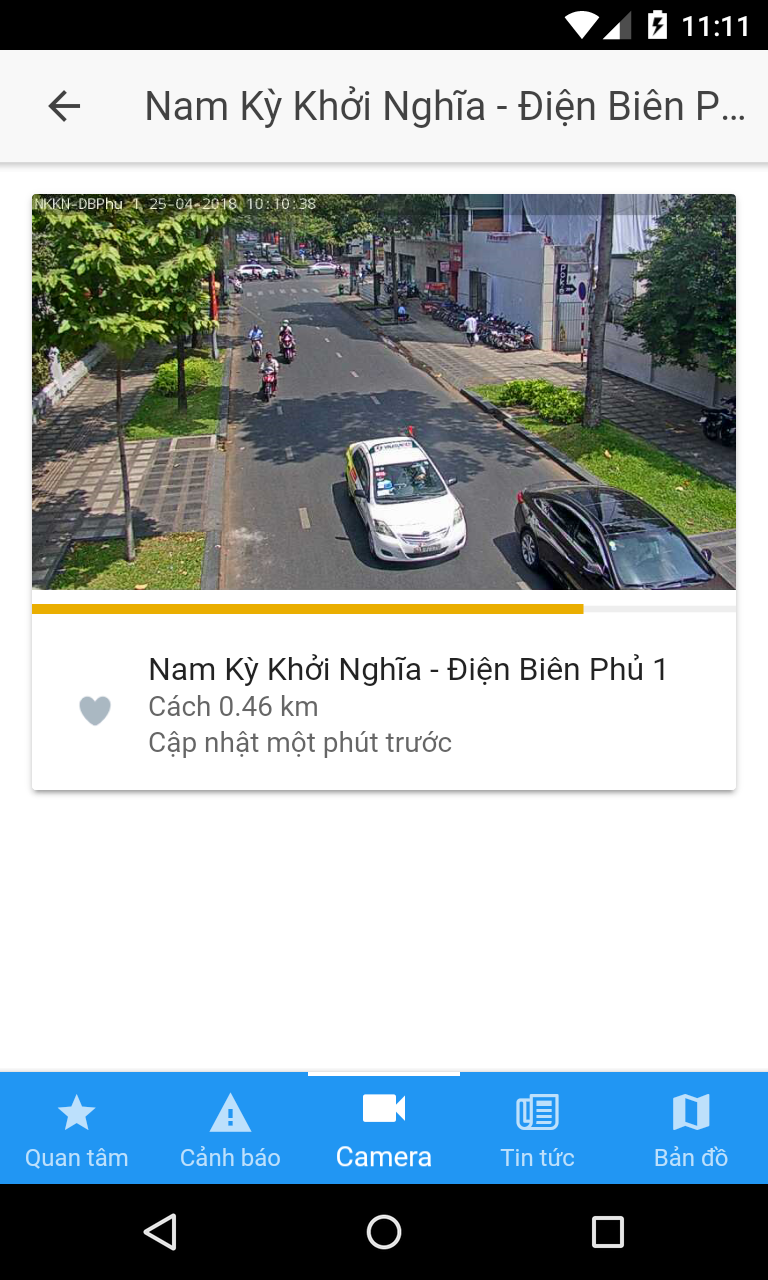 11:11
Nam Kỳ Khởi Nghĩa - Điện Biên P...
NKKN-DBPhu 1 25-04-2018 10:10:38
Nam Kỳ Khởi Nghĩa - Điện Biên Phủ 1
Cách 0.46 km
Cập nhật một phút trước
Quan tâm
Cảnh báo
Camera
Tin tức
Bản đồ